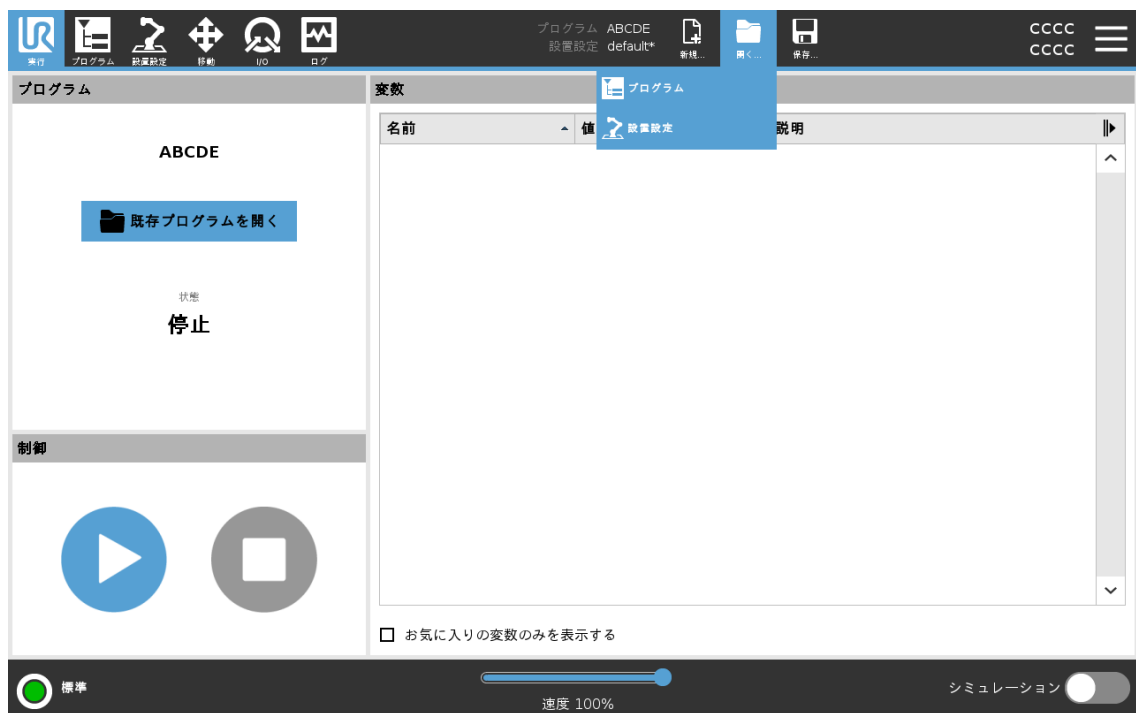 UR
実行
プログラム
設置設定
移動
I/O
ログ
プログラム ABCDE
設置設定 default*
新規...
開く...
保存...
CCCC
CCCC
プログラム
設置設定
プログラム
ABCDE
既存プログラムを開く
状態
停止
変数
名前
値
説明
お気に入りの変数のみを表示する
制御
標準
速度 100%
シミュレーション